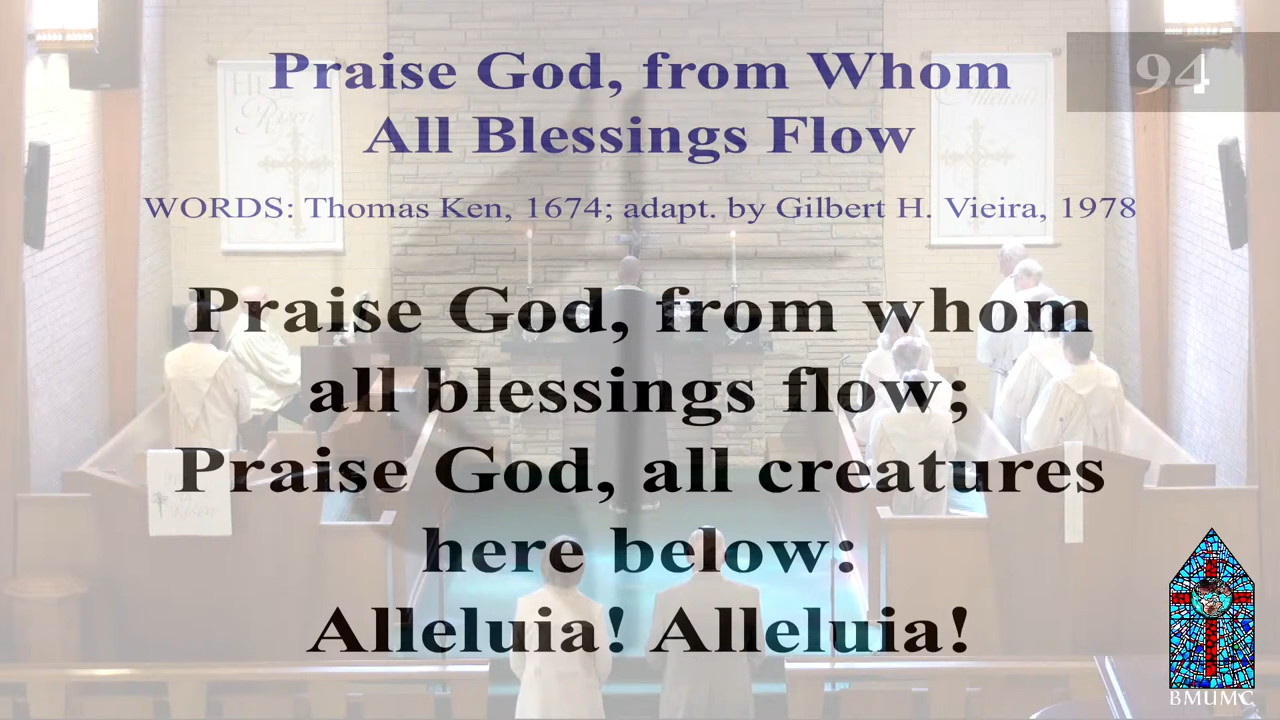 Praise God, from Whom
All Blessings Flow
94
WORDS: Thomas Ken, 1674; adapt. by Gilbert H. Vieira, 1978
Praise God, from whom
all blessings flow;
Praise God, all creatures
here below:
Alleluia! Alleluia!
BMUMC